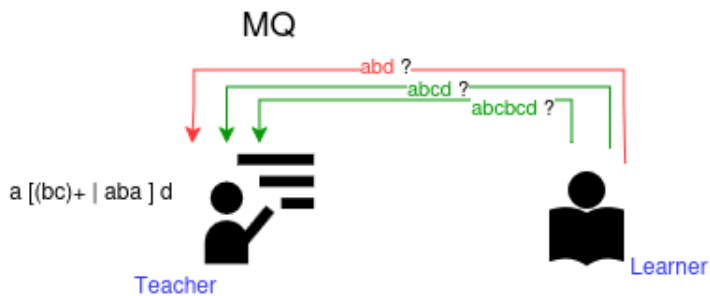 MQ
abd ?
abcd ?
abcbcd ?
a [(bc)+ | aba ] d
Teacher
Learner